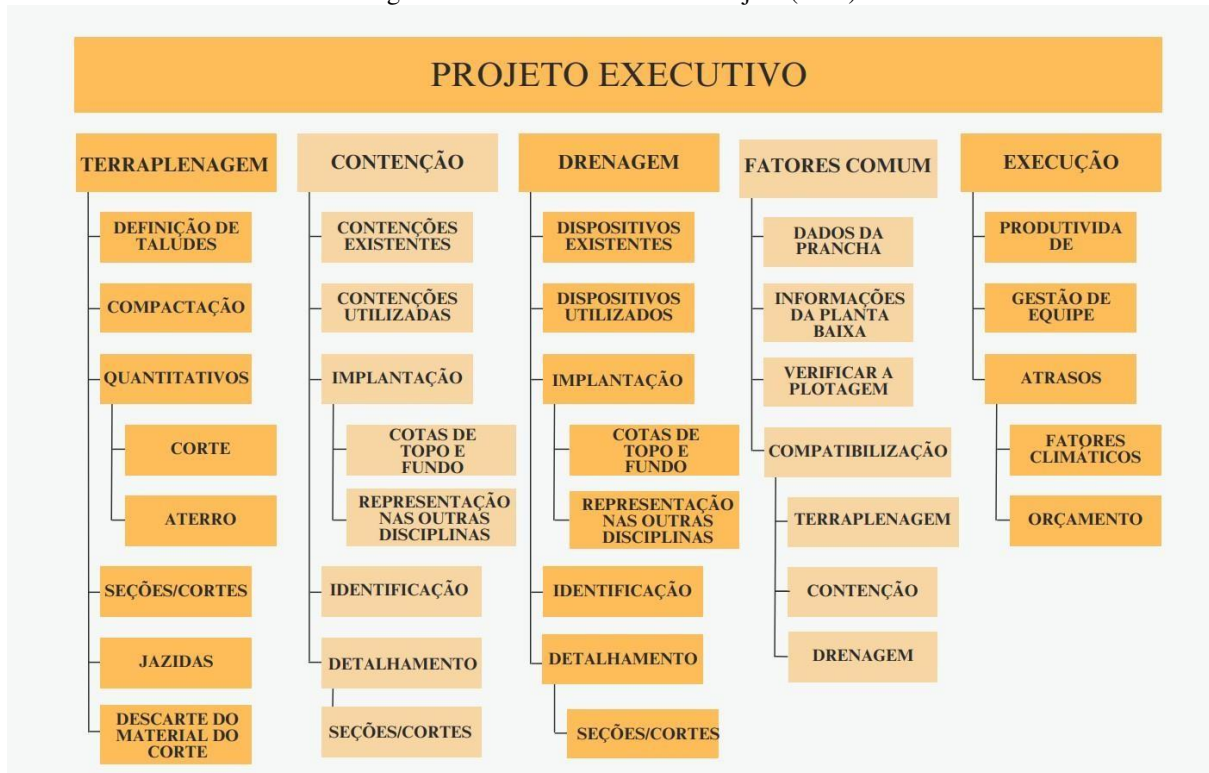 PROJETO EXECUTIVO
TERRAPLENAGEM
DEFINIÇÃO DE
TALUDES
COMPACTAÇÃO
QUANTITATIVOS
CORTE
ATERRO
SEÇÕES/CORTES
JAZIDAS
DESCARTE DO
MATERIAL DO
CORTE
CONTENÇÃO
CONTENÇÕES
EXISTENTES
CONTENÇÕES
UTILIZADAS
IMPLANTAÇÃO
COTAS DE
TOPO E
FUNDO
REPRESENTAÇÃO
NAS OUTRAS
DISCIPLINAS
IDENTIFICAÇÃO
DETALHAMENTO
SEÇÕES/CORTES
DRENAGEM
DISPOSITIVOS
EXISTENTES
DISPOSITIVOS
UTILIZADOS
IMPLANTAÇÃO
COTAS DE
TOPO E
FUNDO
REPRESENTAÇÃO
NAS OUTRAS
DISCIPLINAS
IDENTIFICAÇÃO
DETALHAMENTO
SEÇÕES/CORTES
FATORES COMUM
DADOS DA
PRANCHA
INFORMAÇÕES
DA PLANTA
BAIXA
VERIFICAR A
PLOTAGEM
COMPATIBILIZAÇÃO
TERRAPLENAGEM
CONTENÇÃO
DRENAGEM
EXECUÇÃO
PRODUTIVIDA
DE
GESTÃO DE
EQUIPE
ATRASOS
FATORES
CLIMÁTICOS
ORÇAMENTO